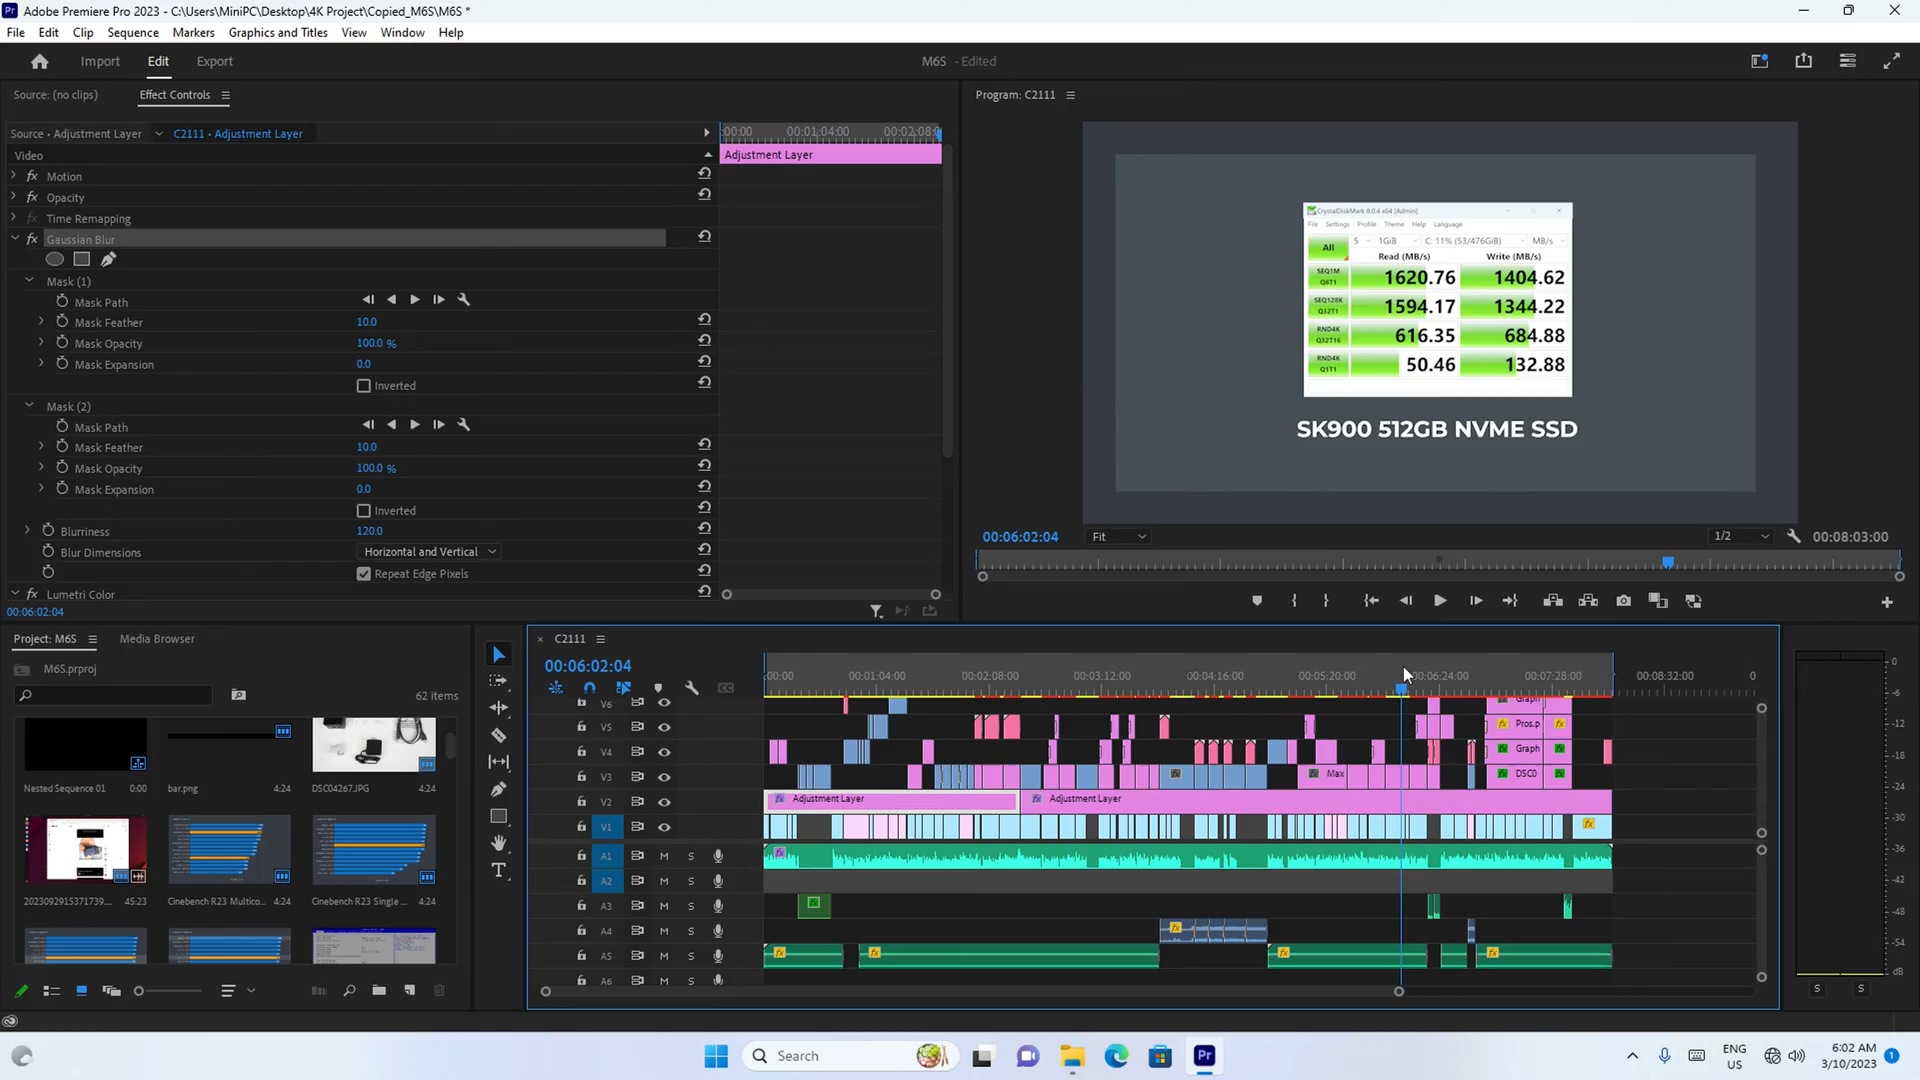 Adobe Premiere Pro 2023 - C:\Users\MiniPC\Desktop\4K Project\Copied_M6S\M6S *
File Edit Clip Sequence Markers Graphics and Titles View Window Help
Import Edit Export
M6S - Edited
Source: (no clips) Effect Controls
Program: C2111
Source • Adjustment Layer C2111 • Adjustment Layer
:00:00 00:01:04:00 00:02:08:0
Video
Adjustment Layer
fx Motion
fx Opacity
fx Time Remapping
fx Gaussian Blur
Mask (1)
Mask Path
Mask Feather 10.0
Mask Opacity 100.0 %
Mask Expansion 0.0
Inverted
Mask (2)
Mask Path
Mask Feather 10.0
Mask Opacity 100.0 %
Mask Expansion 0.0
Inverted
Blurriness 120.0
Blur Dimensions Horizontal and Vertical
Repeat Edge Pixels
fx Lumetri Color
00:06:02:04
CrystalDiskMark 8.0.4 x64 [Admin]
File Settings Profile Theme Help Language
All 5 1GiB C: 11% (53/476GiB) MB/s
Read (MB/s) Write (MB/s)
SEQ1M
Q8T1 1620.76 1404.62
SEQ128K
Q32T1 1594.17 1344.22
RND4K
Q32T16 616.35 684.88
RND4K
Q1T1 50.46 132.88
SK900 512GB NVME SSD
00:06:02:04 Fit 1/2 00:08:03:00
Project: M6S Media Browser
M6S.prproj
62 items
Nested Sequence 01 0:00
bar.png 4:24
DSC04267.JPG 4:24
2023092915371739... 45:23
Cinebench R23 Multico... 4:24
Cinebench R23 Single ... 4:24
C2111
00:06:02:04
:00:00 00:01:04:00 00:02:08:00 00:03:12:00 00:04:16:00 00:05:20:00 00:06:24:00 00:07:28:00 00:08:32:00 0
V6 Graph
V5 Pros.p
V4 Graph
V3 Max DSC0
V2 Adjustment Layer Adjustment Layer
V1
A1 M S
A2 M S
A3 M S
A4 M S
A5 M S
A6 M S
0
-6
-12
-18
-24
-30
-36
-42
-48
-54
dB
S S
Search
ENG
US
6:02 AM
3/10/2023
1